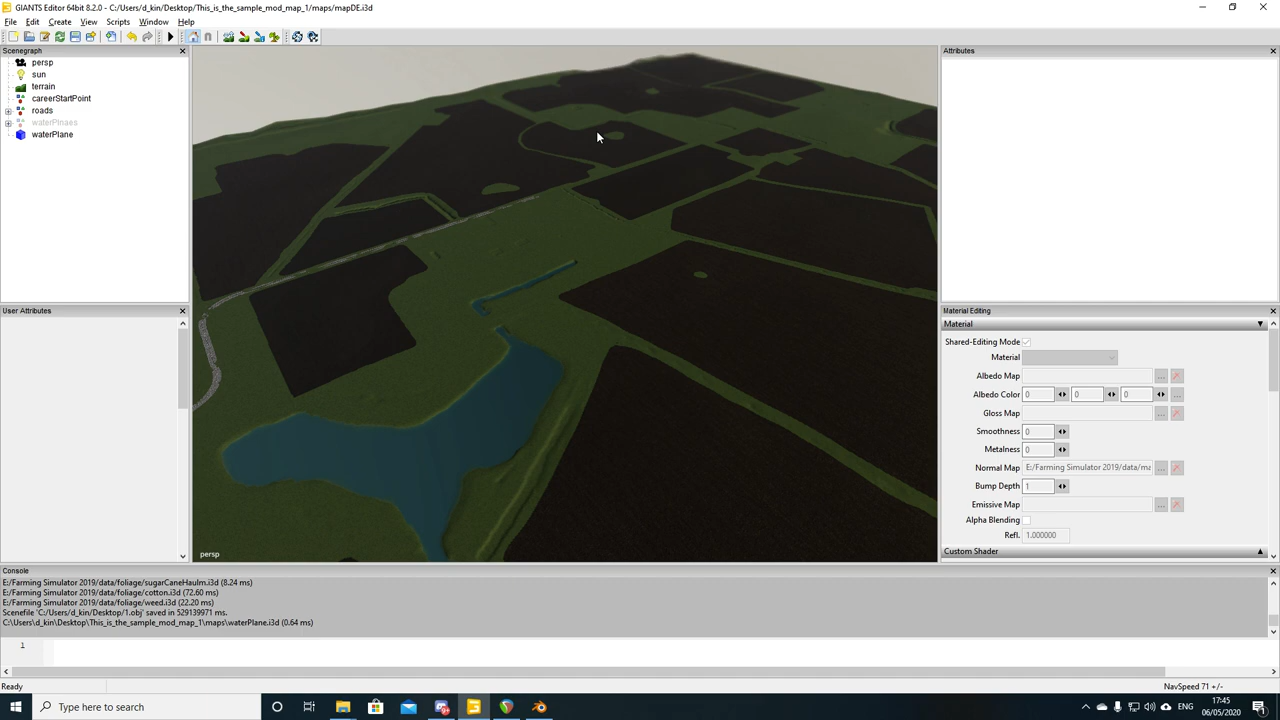 GIANTS Editor 64bit 8.2.0 - C:/Users/d_kin/Desktop/This_is_the_sample_mod_map_1/maps/mapDE.i3d
File Edit Create View Scripts Window Help
Scenegraph
persp
sun
terrain
careerStartPoint
roads
waterPlnaes
waterPlane
User Attributes
persp
Attributes
Material Editing
Material
Shared-Editing Mode
Material
Albedo Map
Albedo Color 0 0 0
Gloss Map
Smoothness 0
Metalness 0
Normal Map E:/Farming Simulator 2019/data/ma
Bump Depth 1
Emissive Map
Alpha Blending
Refl. 1.000000
Custom Shader
Console
E:/Farming Simulator 2019/data/foliage/sugarCaneHaulm.i3d (8.24 ms)
E:/Farming Simulator 2019/data/foliage/cotton.i3d (72.60 ms)
E:/Farming Simulator 2019/data/foliage/weed.i3d (22.20 ms)
Scenefile 'C:/Users/d_kin/Desktop/1.obj' saved in 529139971 ms.
C:\Users\d_kin\Desktop\This_is_the_sample_mod_map_1\maps\waterPlane.i3d (0.64 ms)
1
Ready
NavSpeed 71 +/-
Type here to search
ENG
17:45
06/05/2020